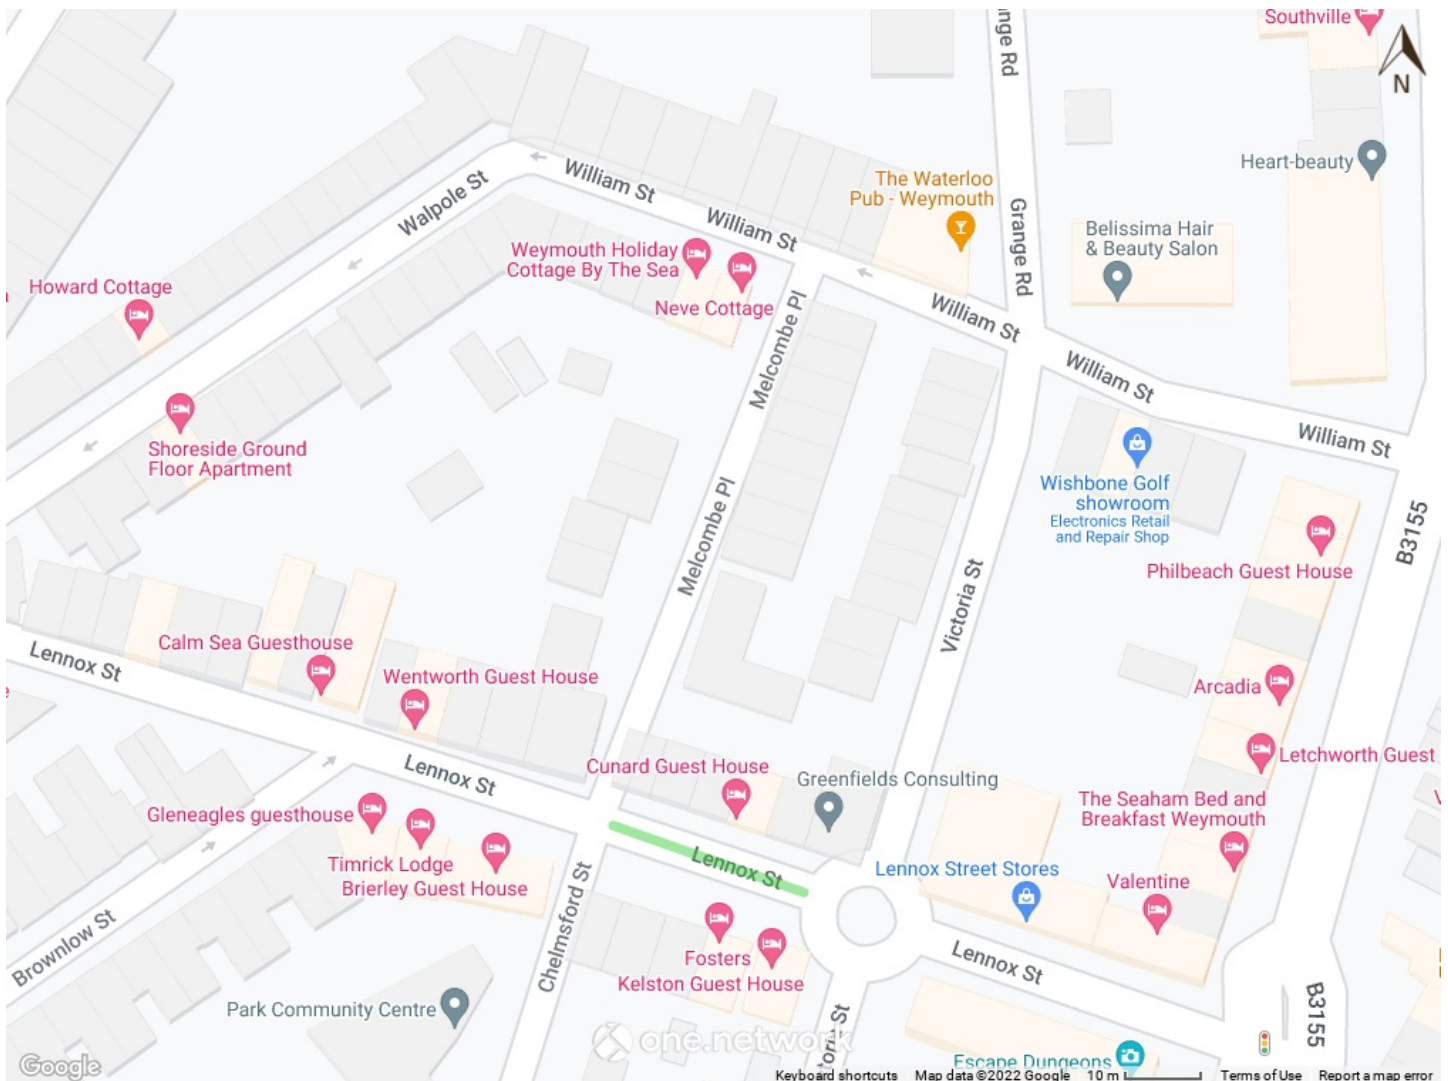 Southville
nge Rd
N
Heart-beauty
William St
Walpole St
The Waterloo
Pub - Weymouth
Grange Rd
Belissima Hair
& Beauty Salon
William St
Weymouth Holiday
Cottage By The Sea
Howard Cottage
Neve Cottage
William St
Melcombe Pl
William St
William St
Shoreside Ground
Floor Apartment
Wishbone Golf
showroom
Electronics Retail
and Repair Shop
B3155
Melcombe Pl
Philbeach Guest House
Victoria St
Calm Sea Guesthouse
Lennox St
Wentworth Guest House
Arcadia
Letchworth Guest
Lennox St
Cunard Guest House
Greenfields Consulting
The Seaham Bed and
Breakfast Weymouth
Gleneagles guesthouse
Timrick Lodge
Brierley Guest House
Lennox St
Lennox Street Stores
Valentine
Brownlow St
Chelmsford St
Fosters
Kelston Guest House
Lennox St
Park Community Centre
toria St
B3155
one.network
Escape Dungeons
Google
Keyboard shortcuts Map data ©2022 Google 10 m Terms of Use Report a map error